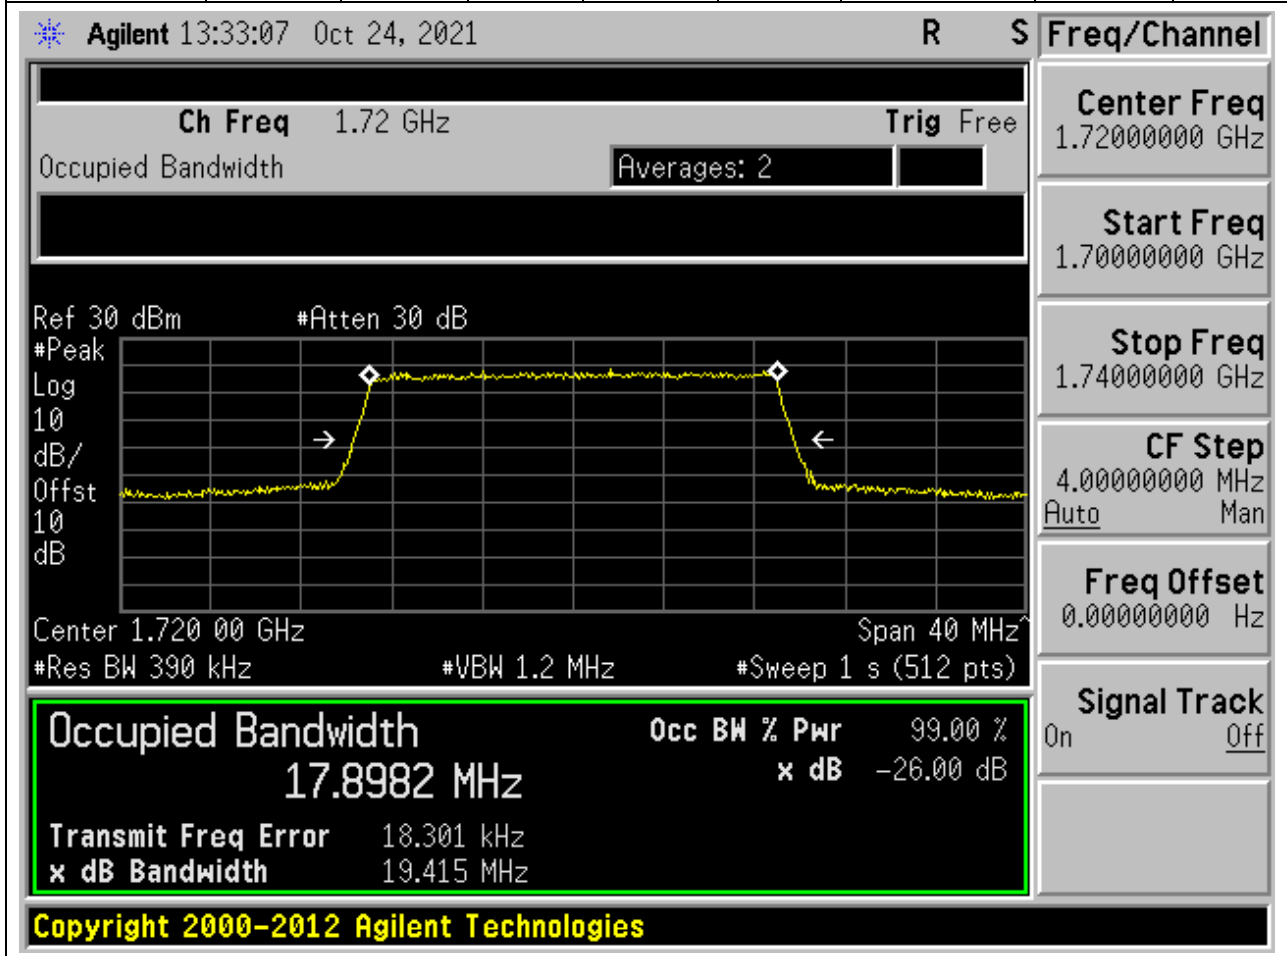 Agilent 13:33:07 Oct 24, 2021 R S
Freq/Channel
Ch Freq 1.72 GHz Trig Free
Occupied Bandwidth Averages: 2
Center Freq
1.72000000 GHz
Start Freq
1.70000000 GHz
Stop Freq
1.74000000 GHz
CF Step
4.00000000 MHz
Auto Man
Freq Offset
0.00000000 Hz
Signal Track
On Off
Ref 30 dBm #Atten 30 dB
#Peak
Log
10
dB/
Offst
10
dB
Center 1.720 00 GHz Span 40 MHz^
#Res BW 390 kHz #VBW 1.2 MHz #Sweep 1 s (512 pts)
Occupied Bandwidth Occ BW % Pwr 99.00 %
17.8982 MHz x dB -26.00 dB
Transmit Freq Error 18.301 kHz
x dB Bandwidth 19.415 MHz
Copyright 2000-2012 Agilent Technologies